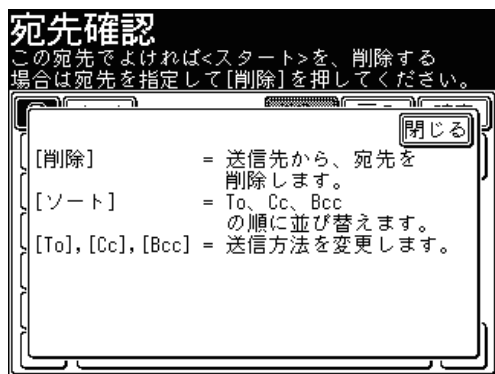 宛先確認
この宛先でよければ<スタート>を、削除する
場合は宛先を指定して[削除]を押してください。
閉じる
[削除] = 送信先から、宛先を
削除します。
[ソート] = To、Cc、Bcc
の順に並び替えます。
[To],[Cc],[Bcc] = 送信方法を変更します。